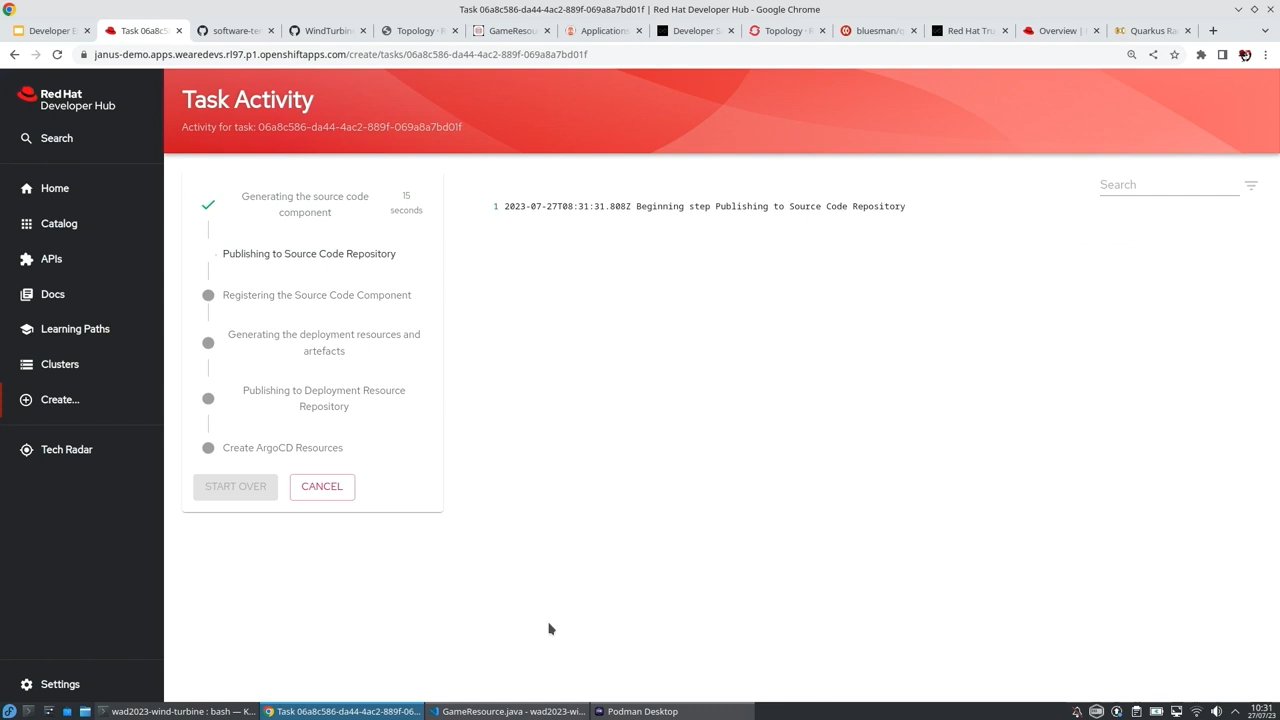 Task 06a8c586-da44-4ac2-889f-069a8a7bd01f | Red Hat Developer Hub - Google Chrome
Developer E
Task 06a8c5
software-te
WindTurbin
Topology · R
GameResou
Applications
Developer S
Topology · R
bluesman/q
Red Hat Tru
Overview |
Quarkus Ra
janus-demo.apps.wearedevs.rl97.p1.openshiftapps.com/create/tasks/06a8c586-da44-4ac2-889f-069a8a7bd01f
Red Hat
Developer Hub
Search
Home
Catalog
APIs
Docs
Learning Paths
Clusters
Create...
Tech Radar
Settings
Task Activity
Activity for task: 06a8c586-da44-4ac2-889f-069a8a7bd01f
Generating the source code
component
15
seconds
Publishing to Source Code Repository
Registering the Source Code Component
Generating the deployment resources and
artefacts
Publishing to Deployment Resource
Repository
Create ArgoCD Resources
START OVER
CANCEL
Search
1 2023-07-27T08:31:31.808Z Beginning step Publishing to Source Code Repository
wad2023-wind-turbine : bash — K...
Task 06a8c586-da44-4ac2-889f-06...
GameResource.java - wad2023-wi...
Podman Desktop
10:31
27/07/23